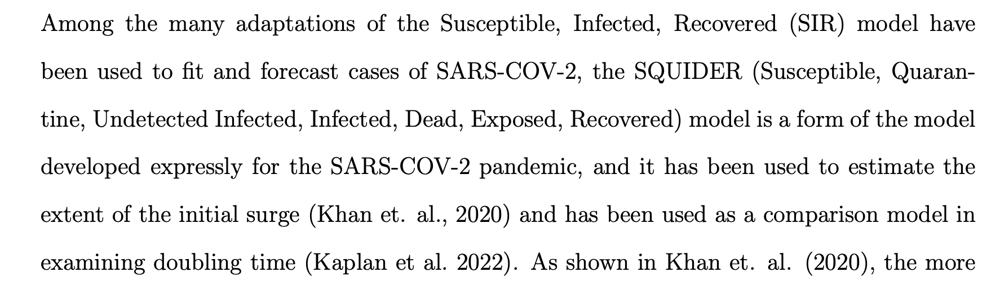 Among the many adaptations of the Susceptible, Infected, Recovered (SIR) model have
been used to fit and forecast cases of SARS-COV-2, the SQUIDER (Susceptible, Quaran-
tine, Undetected Infected, Infected, Dead, Exposed, Recovered) model is a form of the model
developed expressly for the SARS-COV-2 pandemic, and it has been used to estimate the
extent of the initial surge (Khan et. al., 2020) and has been used as a comparison model in
examining doubling time (Kaplan et al. 2022). As shown in Khan et. al. (2020), the more